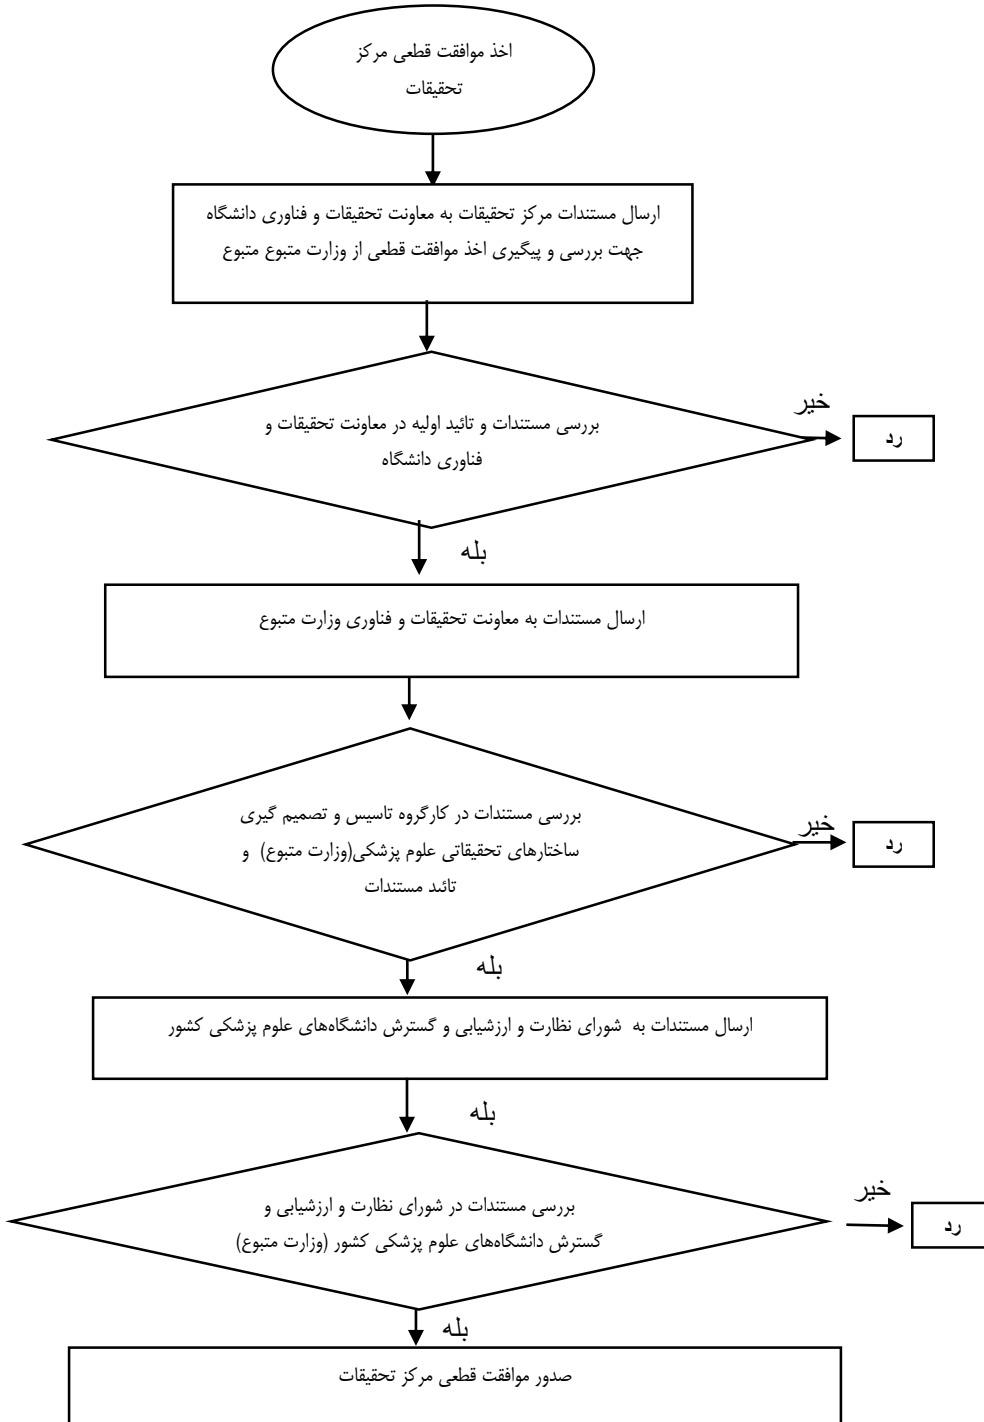 اخذ موافقت قطعی مرکز
تحقیقات
ارسال مستندات مرکز تحقیقات به معاونت تحقیقات و فناوری دانشگاه
جهت بررسی و پیگیری اخذ موافقت قطعی از وزارت متبوع متبوع
خیر
بررسی مستندات و تائید اولیه در معاونت تحقیقات و
فناوری دانشگاه
رد
بله
ارسال مستندات به معاونت تحقیقات و فناوری وزارت متبوع
بررسی مستندات در کارگروه تاسیس و تصمیم گیری
ساختارهای تحقیقاتی علوم پزشکی(وزارت متبوع) و
تائید مستندات
خیر
رد
بله
ارسال مستندات به شورای نظارت و ارزشیابی و گسترش دانشگاه‌های علوم پزشکی کشور
بله
بررسی مستندات در شورای نظارت و ارزشیابی و
گسترش دانشگاه‌های علوم پزشکی کشور (وزارت متبوع)
خیر
رد
بله
صدور موافقت قطعی مرکز تحقیقات